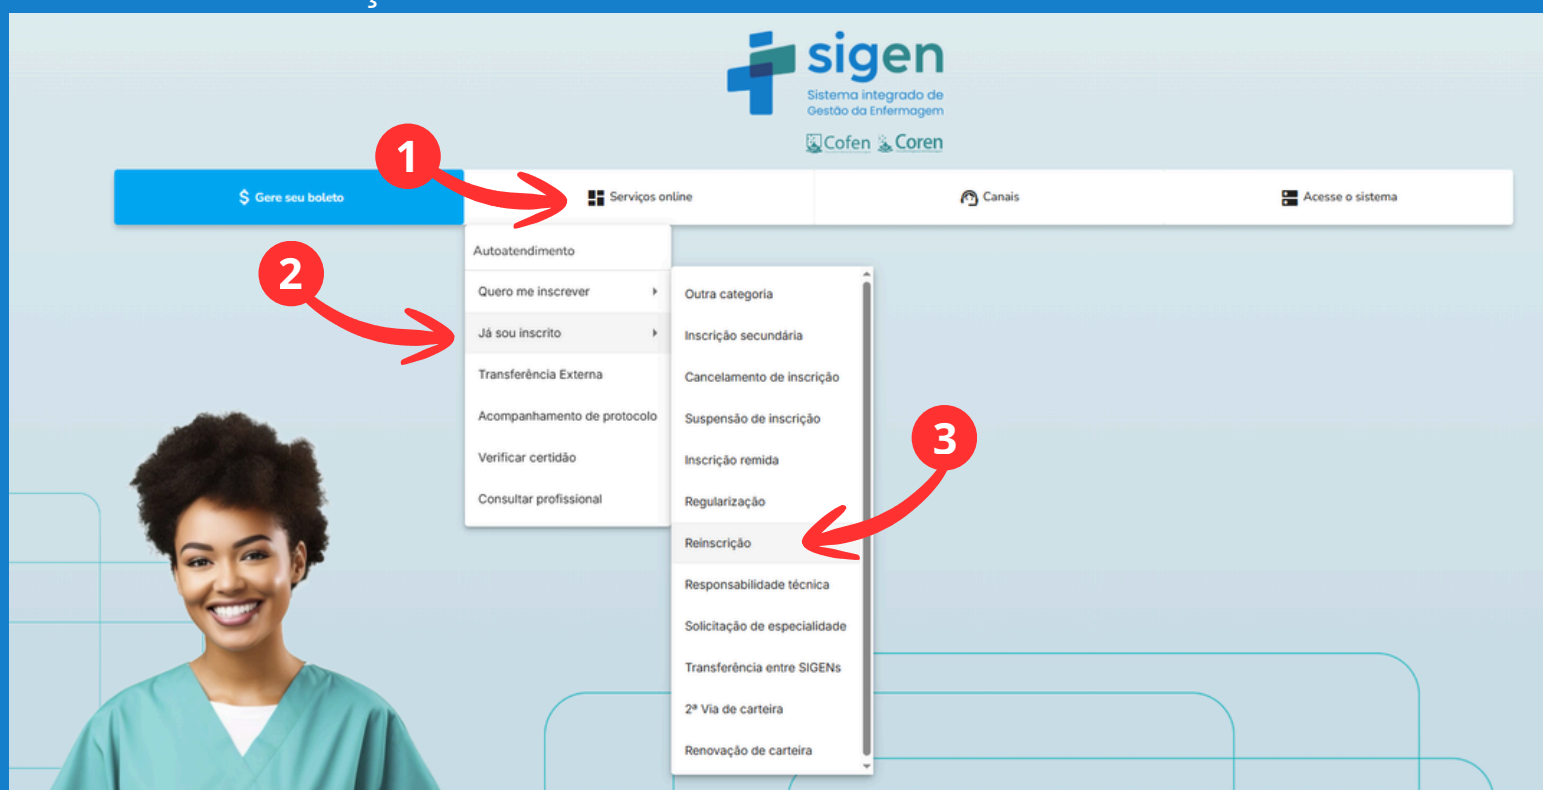 sigen
Sistema integrado de
Gestão da Enfermagem
Cofen Coren
1
$ Gere seu boleto
Serviços online
Canais
Acesse o sistema
2
Autoatendimento
Quero me inscrever
Já sou inscrito
Transferência Externa
Acompanhamento de protocolo
Verificar certidão
Consultar profissional
Outra categoria
Inscrição secundária
Cancelamento de inscrição
Suspensão de inscrição
Inscrição remida
Regularização
Reinscrição
Responsabilidade técnica
Solicitação de especialidade
Transferência entre SIGENs
2ª Via de carteira
Renovação de carteira
3